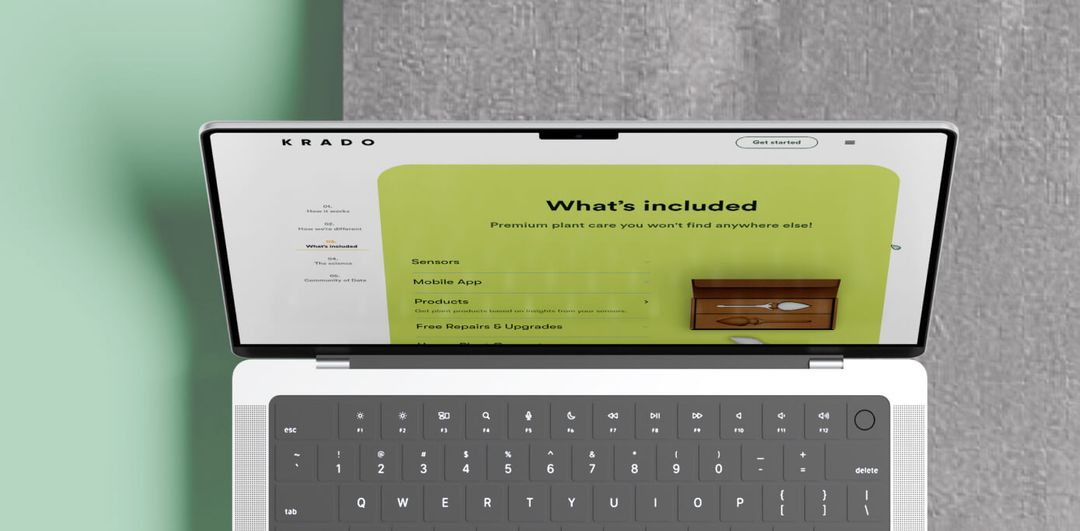 KRADO
Get started
01.
How it works
02.
How we're different
03.
What's included
04.
The science
05.
Community of Data
What's included
Premium plant care you won't find anywhere else!
Sensors
Mobile App
Products
Get plant products based on insights from your sensors.
Free Repairs & Upgrades
esc
F1
F2
F3
F4
F5
F6
F7
F8
F9
F10
F11
F12
~ ! @ # $ % ^ & * ( ) _ +
` 1 2 3 4 5 6 7 8 9 0 - =
delete
tab
Q W E R T Y U I O P
{ } |
[ ] \